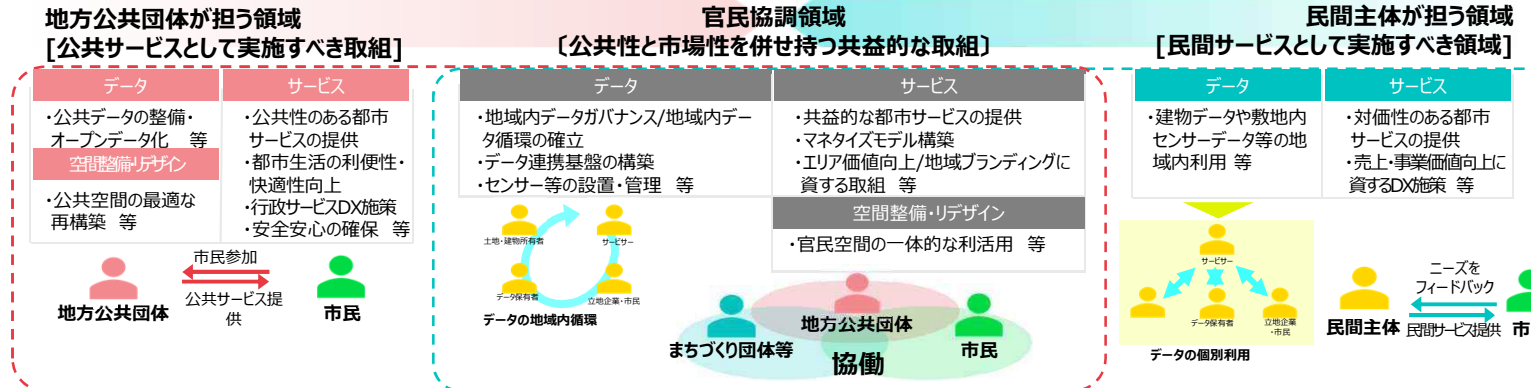 地方公共団体が担う領域
[公共サービスとして実施すべき取組]
データ
・公共データの整備・
オープンデータ化 等
空間整備・リデザイン
・公共空間の最適な
再構築 等
サービス
・公共性のある都市
サービスの提供
・都市生活の利便性・
快適性向上
・行政サービスDX施策
・安全安心の確保 等
市民参加
公共サービス提
供
地方公共団体
市民
官民協調領域
〔公共性と市場性を併せ持つ共益的な取組〕
データ
・地域内データガバナンス/地域内デー
タ循環の確立
・データ連携基盤の構築
・センサー等の設置・管理 等
サービス
・共益的な都市サービスの提供
・マネタイズモデル構築
・エリア価値向上/地域ブランディングに
資する取組 等
空間整備・リデザイン
・官民空間の一体的な利活用 等
土地・建物所有者
サービサー
データ保有者
立地企業・市民
データの地域内循環
地方公共団体
まちづくり団体等
市民
協働
民間主体が担う領域
[民間サービスとして実施すべき領域]
データ
・建物データや敷地内
センサーデータ等の地
域内利用 等
サービス
・対価性のある都市
サービスの提供
・売上・事業価値向上に
資するDX施策 等
サービサー
データ保有者
立地企業
・市民
データの個別利用
ニーズを
フィードバック
民間サービス提供
民間主体
市